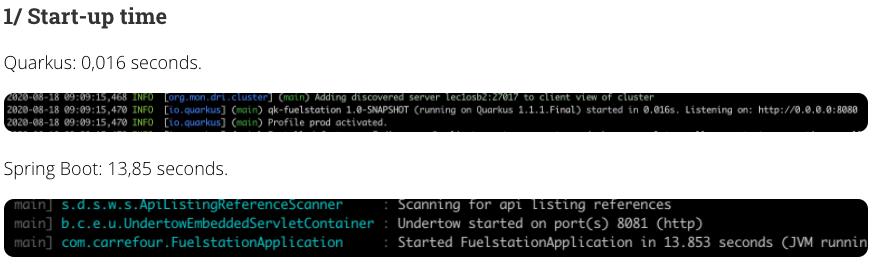 1/ Start-up time
Quarkus: 0,016 seconds.
2020-08-18 09:09:15,468 INFO [org.mon.dri.cluster] (main) Adding discovered server lec1osb2:27017 to client view of cluster
2020-08-18 09:09:15,470 INFO [io.quarkus] (main) qk-fuelstation 1.0-SNAPSHOT (running on Quarkus 1.1.1.Final) started in 0.016s. Listening on: http://0.0.0.0:8080
2020-08-18 09:09:15,470 INFO [io.quarkus] (main) Profile prod activated.
Spring Boot: 13,85 seconds.
main] s.d.s.w.s.ApiListingReferenceScanner : Scanning for api listing references
main] b.c.e.u.UndertowEmbeddedServletContainer : Undertow started on port(s) 8081 (http)
main] com.carrefour.FuelstationApplication : Started FuelstationApplication in 13.853 seconds (JVM runnin